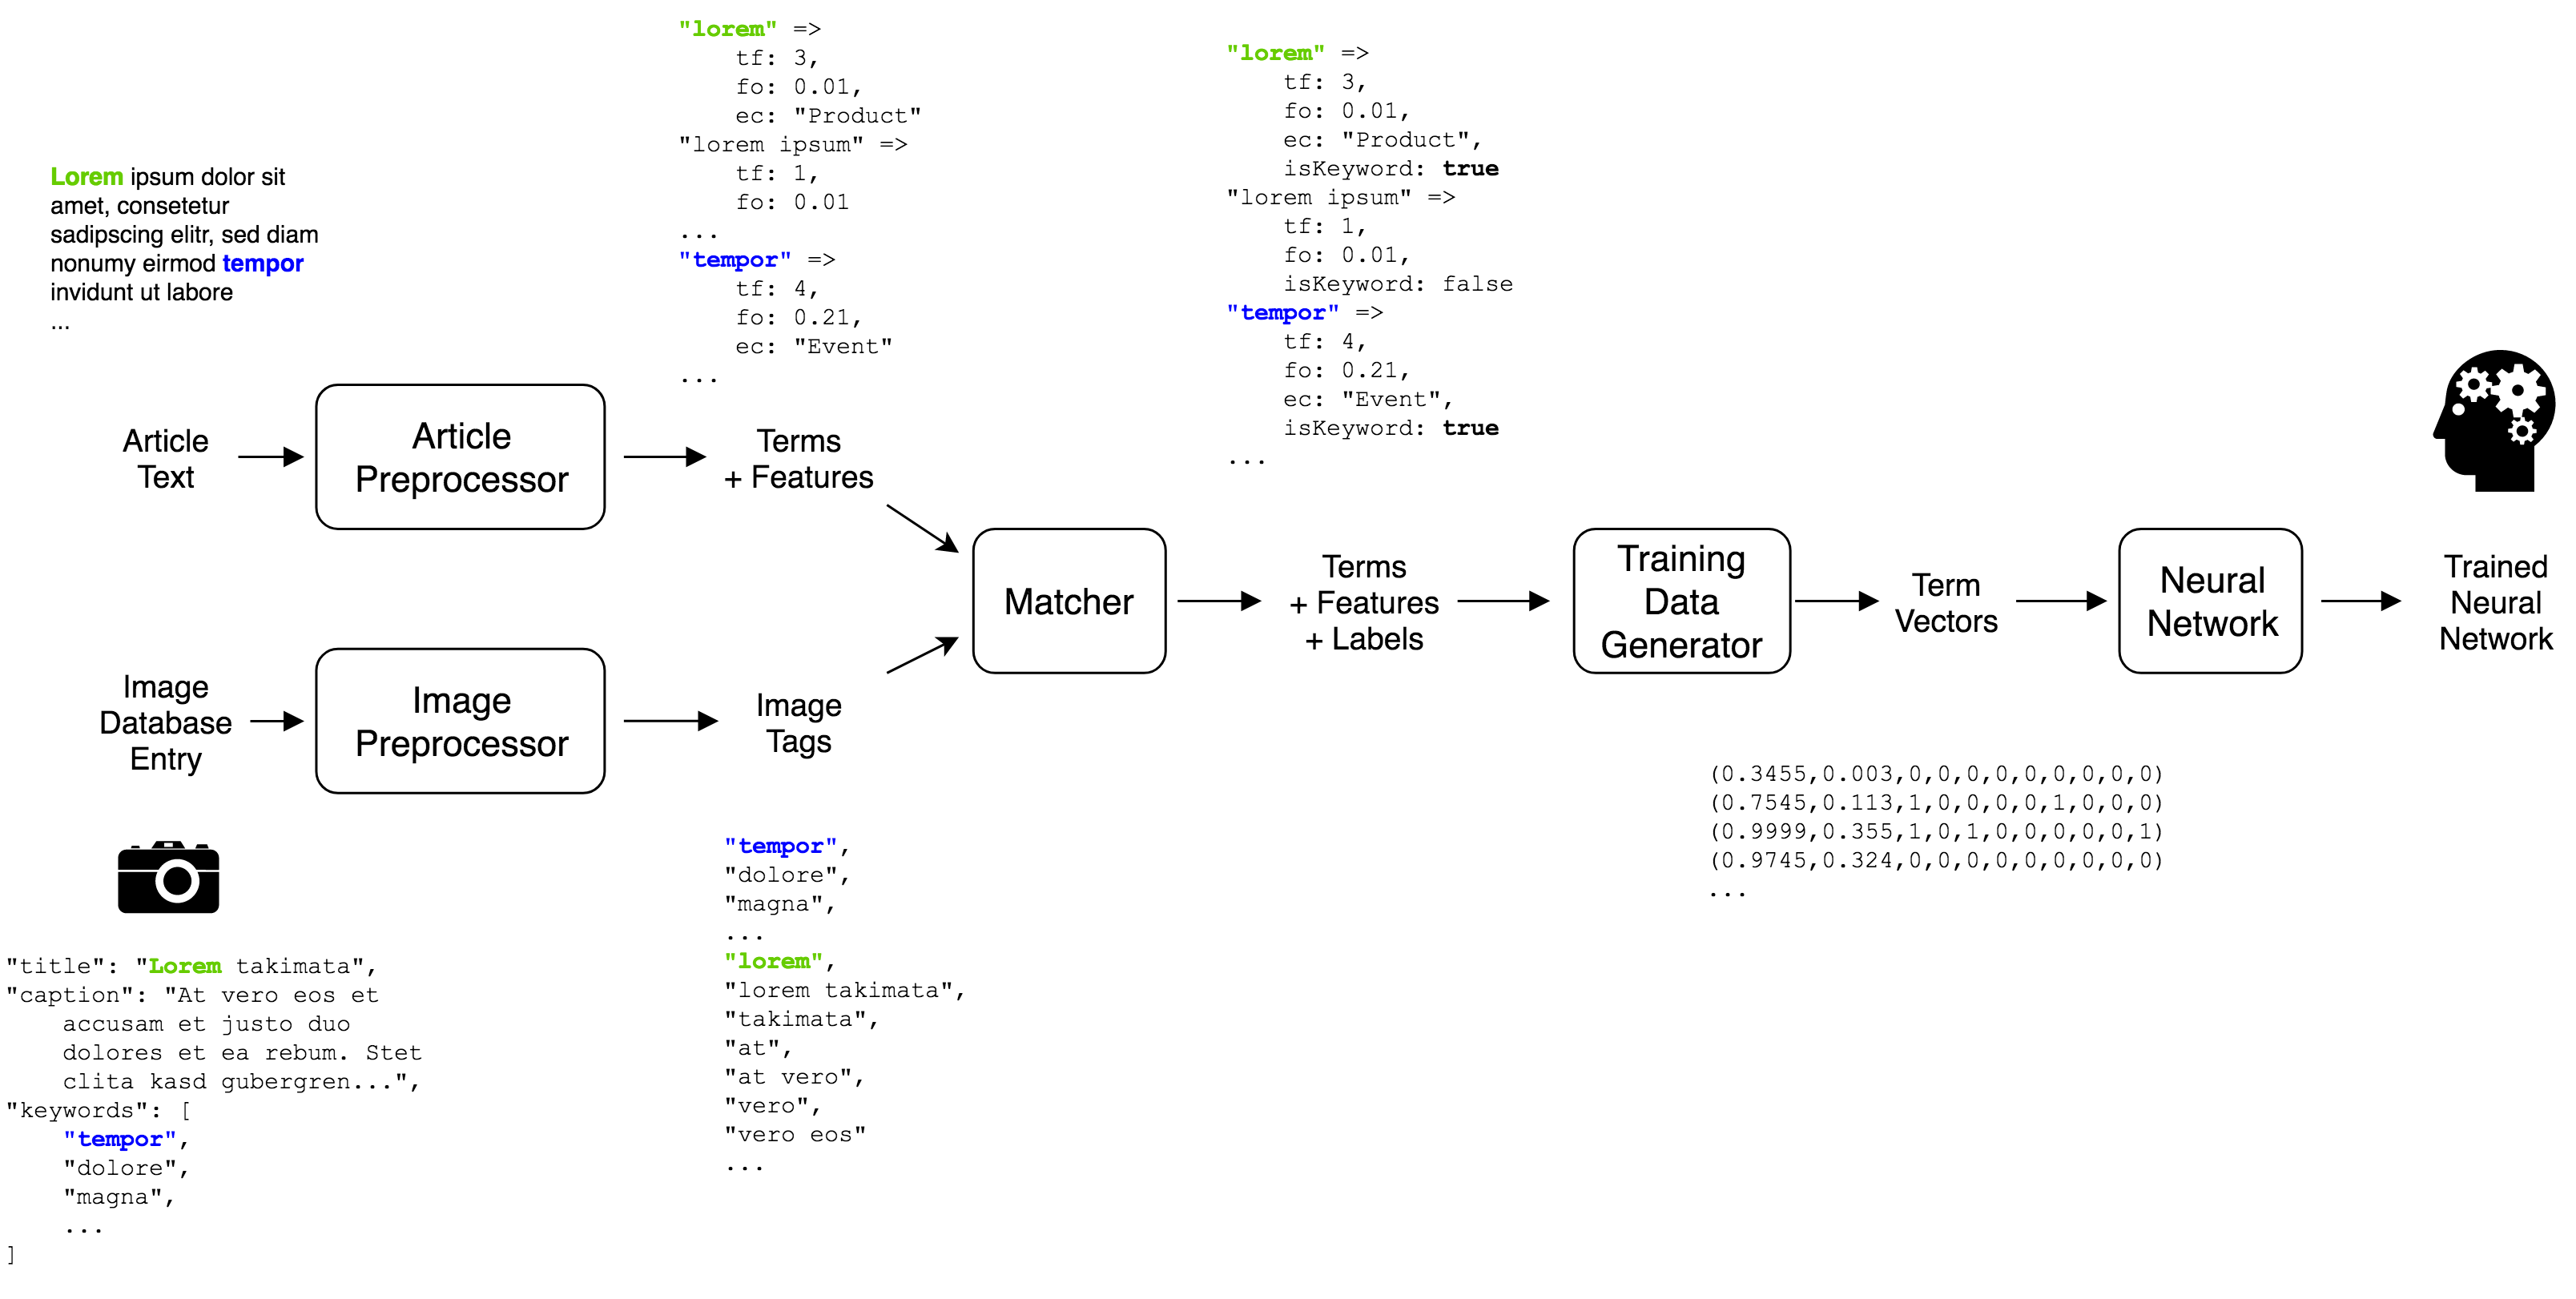 Lorem ipsum dolor sit
amet, consetetur
sadipscing elitr, sed diam
nonumy eirmod tempor
invidunt ut labore
...
"lorem" =>
    tf: 3,
    fo: 0.01,
    ec: "Product"
"lorem ipsum" =>
    tf: 1,
    fo: 0.01
...
"tempor" =>
    tf: 4,
    fo: 0.21,
    ec: "Event"
...
"lorem" =>
    tf: 3,
    fo: 0.01,
    ec: "Product",
    isKeyword: true
"lorem ipsum" =>
    tf: 1,
    fo: 0.01,
    isKeyword: false
"tempor" =>
    tf: 4,
    fo: 0.21,
    ec: "Event",
    isKeyword: true
...
Article
Text
Article
Preprocessor
Terms
+ Features
Image
Database
Entry
Image
Preprocessor
Image
Tags
Matcher
Terms
+ Features
+ Labels
Training
Data
Generator
Term
Vectors
Neural
Network
Trained
Neural
Network
"title": "Lorem takimata",
"caption": "At vero eos et
    accusam et justo duo
    dolores et ea rebum. Stet
    clita kasd gubergren...",
"keywords": [
    "tempor",
    "dolore",
    "magna",
    ...
]
"tempor",
"dolore",
"magna",
...
"lorem",
"lorem takimata",
"takimata",
"at",
"at vero",
"vero",
"vero eos"
...
(0.3455,0.003,0,0,0,0,0,0,0,0,0)
(0.7545,0.113,1,0,0,0,0,1,0,0,0)
(0.9999,0.355,1,0,1,0,0,0,0,0,1)
(0.9745,0.324,0,0,0,0,0,0,0,0,0)
...